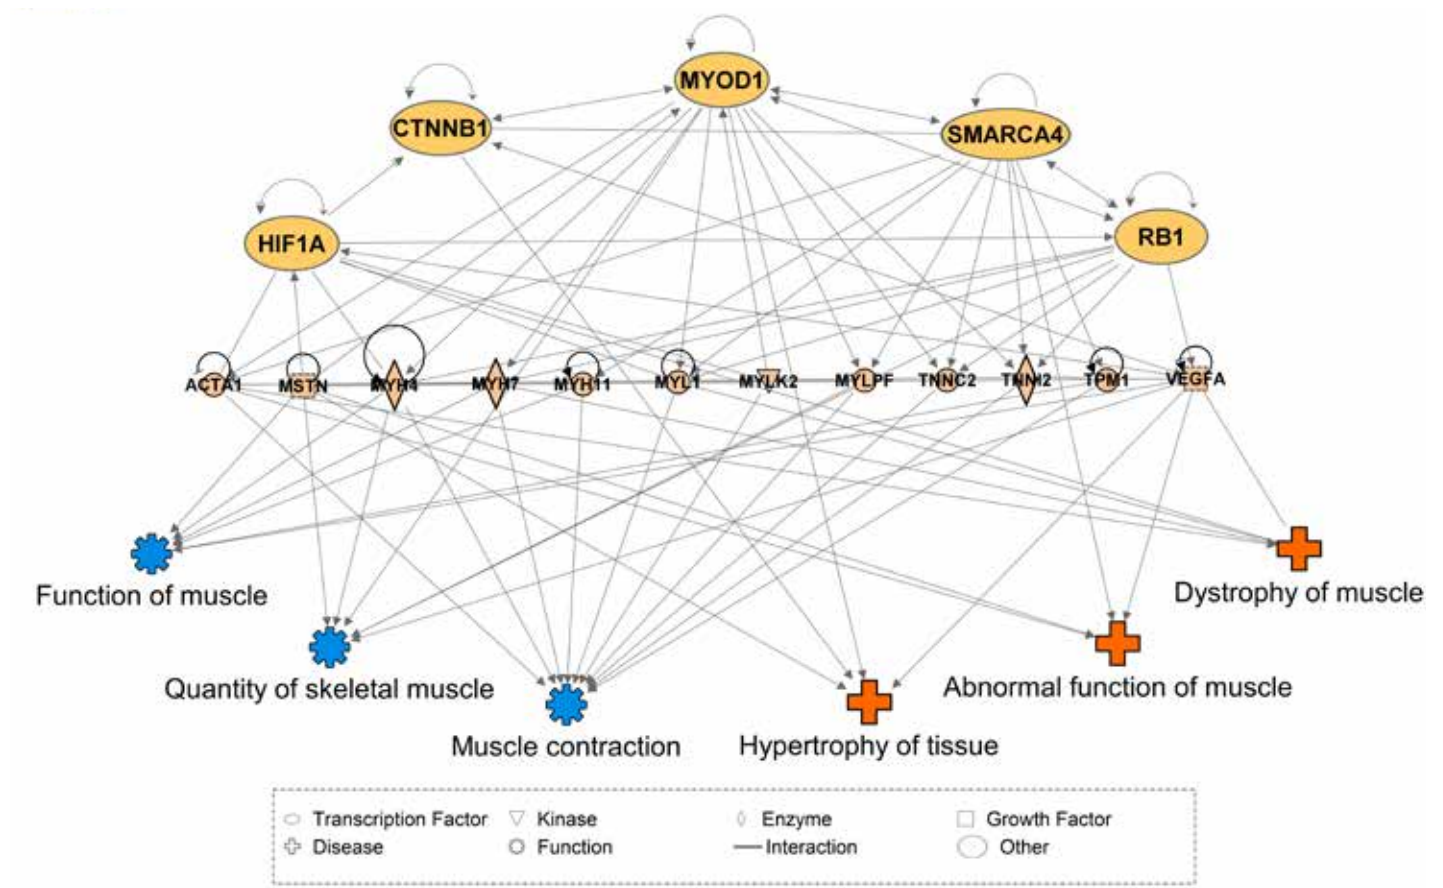 MYOD1
CTNNB1
SMARCA4
HIF1A
RB1
ACTA1 MSTN MYH4 MYH7 MYH11 MYL1 MYLK2 MYLPF TNNC2 TNNI2 TPM1 VEGFA
Function of muscle
Dystrophy of muscle
Quantity of skeletal muscle
Abnormal function of muscle
Muscle contraction
Hypertrophy of tissue
Transcription Factor Kinase Enzyme Growth Factor
Disease Function Interaction Other